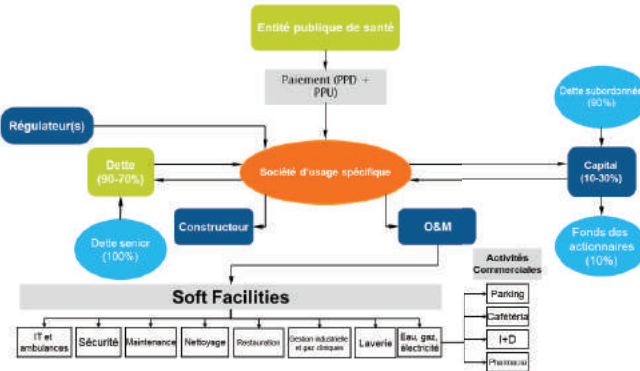 Entité publique de santé
Paiement (PPD +
PPU)
Dette subordonnée
(90%)
Régulateur(s)
Dette
(90-70%)
Société d'usage spécifique
Capital
(10-30%)
Constructeur
O&M
Dette senior
(100%)
Fonds des
actionnaires
(10%)
Activités
Commerciales
Soft Facilities
Parking
Cafetéria
I+D
Pharmacie
IT et
ambulances
Sécurité
Maintenance
Nettoyage
Restauration
Gestion industrielle
et gaz cliniques
Laverie
Eau, gaz,
électricité